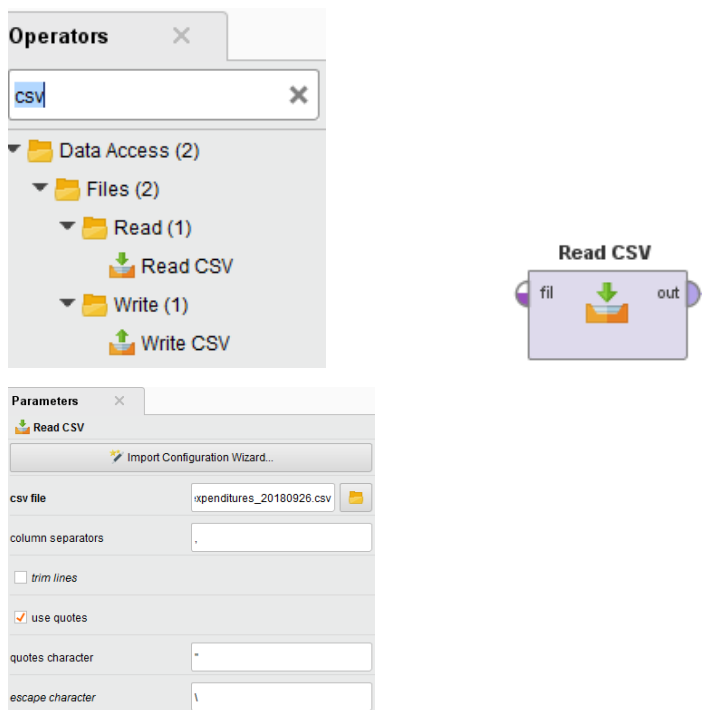 Operators
csv
Data Access (2)
Files (2)
Read (1)
Read CSV
Write (1)
Write CSV
Read CSV
fil
out
Parameters
Read CSV
Import Configuration Wizard...
csv file
xpenditures_20180926.csv
column separators
,
trim lines
use quotes
quotes character
"
escape character
\